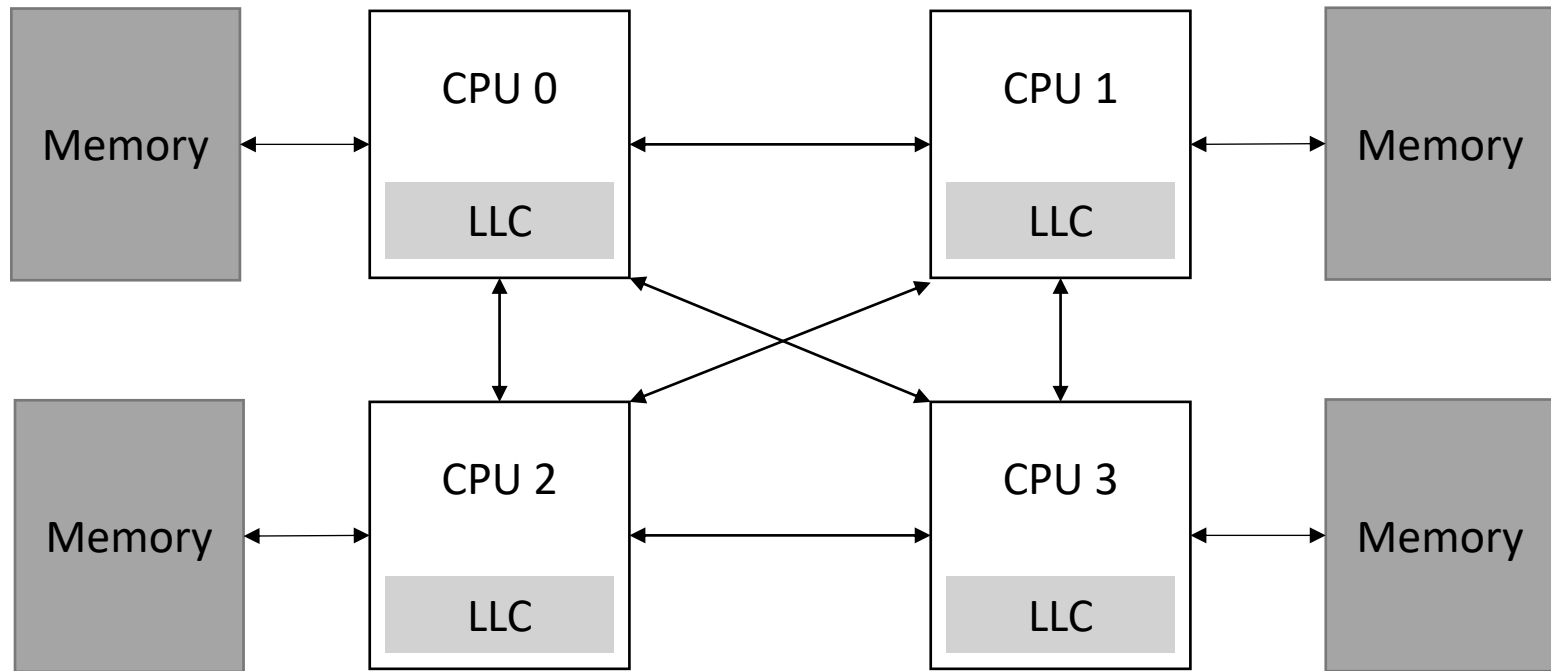 CPU 0
CPU 1
Memory
Memory
LLC
LLC
CPU 2
CPU 3
Memory
Memory
LLC
LLC